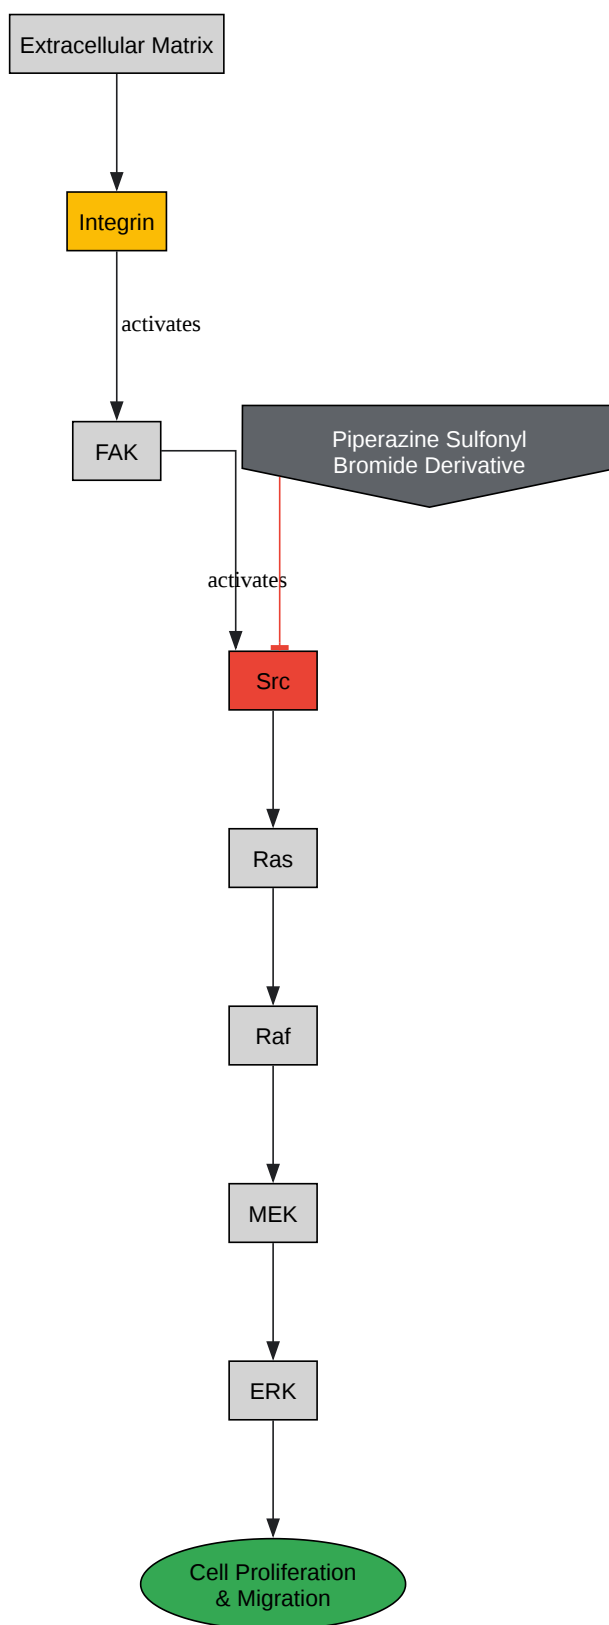 Extracellular Matrix
Integrin
activates
FAK
Piperazine Sulfonyl
Bromide Derivative
activates
Src
Ras
Raf
MEK
ERK
Cell Proliferation
& Migration